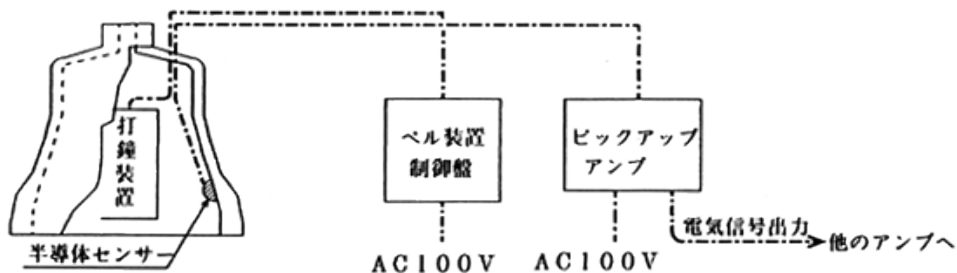 打鐘装置
半導体センサー
ベル装置
制御盤
AC100V
ピックアップ
アンプ
AC100V
電気信号出力
他のアンプへ